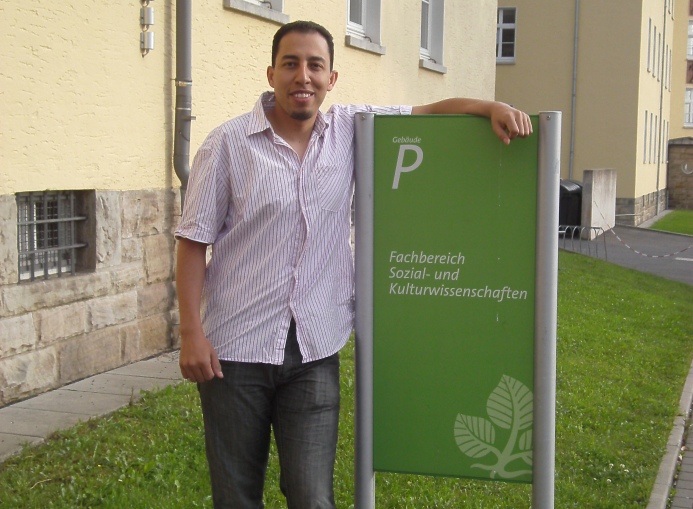 Gebäude
P
Fachbereich
Sozial- und
Kulturwissenschaften